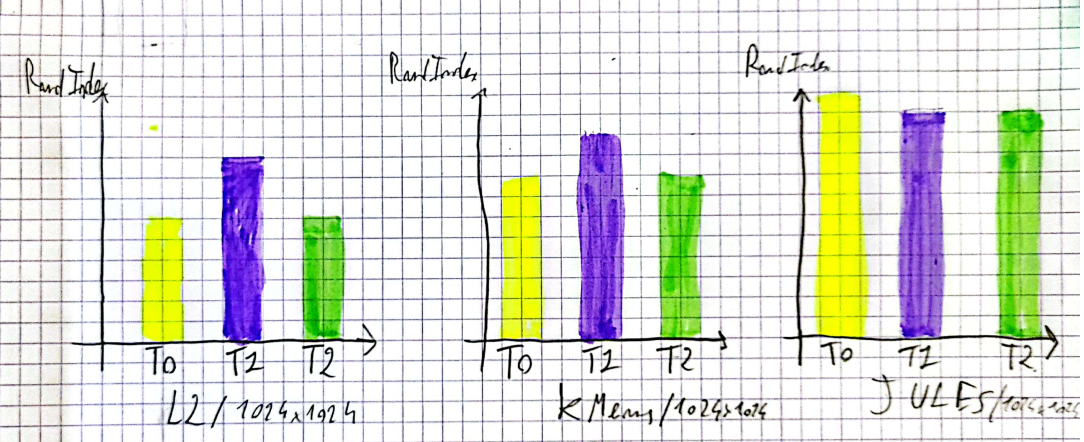 Rand Index
Rand Index
Rand Index
T0 T1 T2
T0 T1 T2
T0 T1 T2
L2 / 1024x1024
K Means / 1024x1024
JULES / 1024x1024